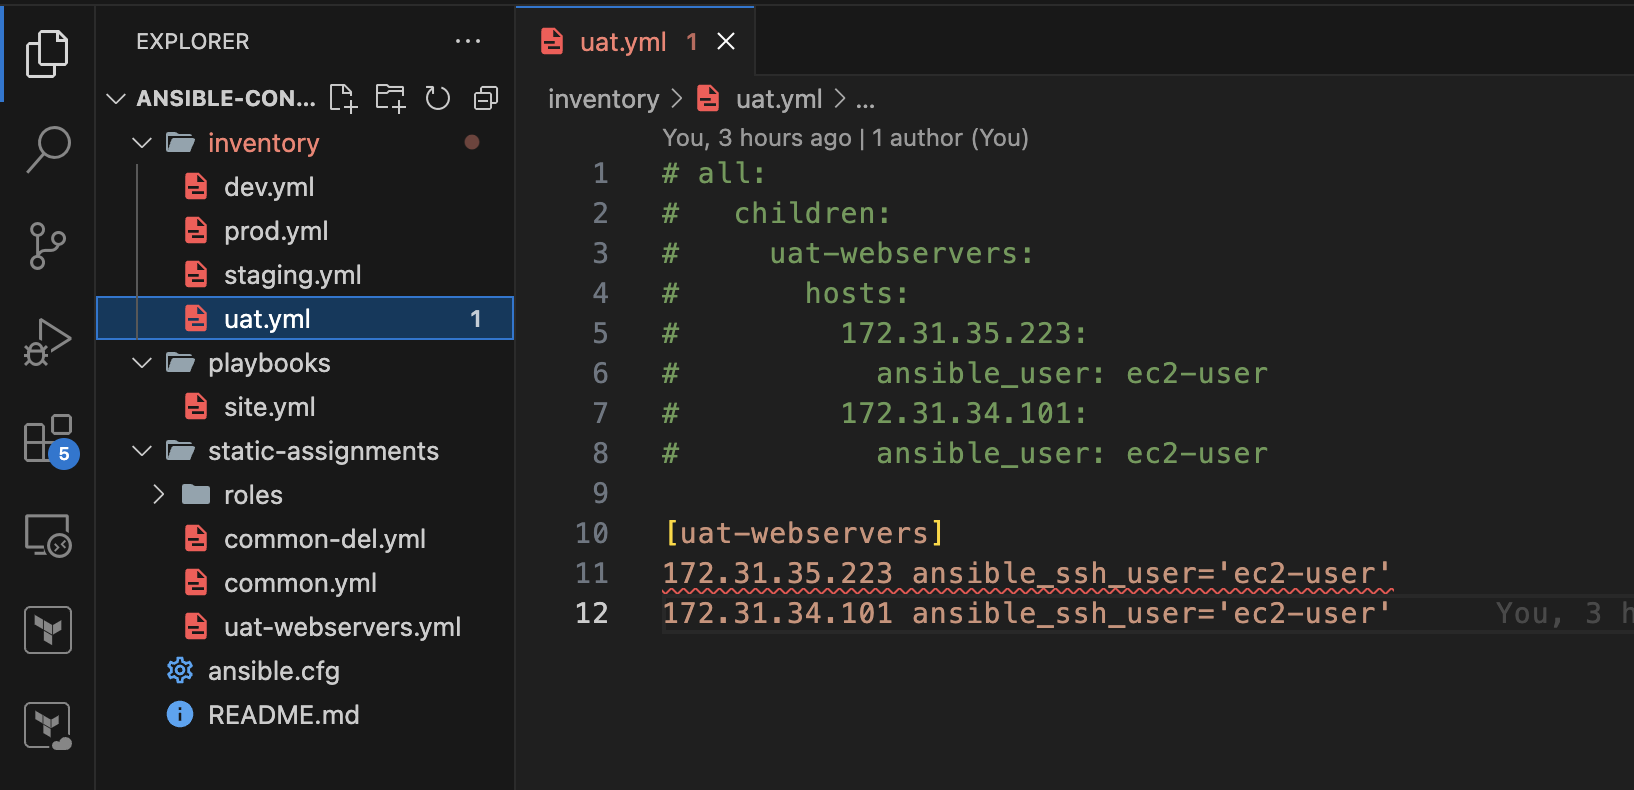 EXPLORER ...
ANSIBLE-CON...
inventory
dev.yml
prod.yml
staging.yml
uat.yml 1
playbooks
site.yml
static-assignments
roles
common-del.yml
common.yml
uat-webservers.yml
ansible.cfg
README.md
5
uat.yml 1
inventory > uat.yml > ...
You, 3 hours ago | 1 author (You)
1 # all:
2 #   children:
3 #     uat-webservers:
4 #       hosts:
5 #         172.31.35.223:
6 #           ansible_user: ec2-user
7 #         172.31.34.101:
8 #           ansible_user: ec2-user
9
10 [uat-webservers]
11 172.31.35.223 ansible_ssh_user='ec2-user'
12 172.31.34.101 ansible_ssh_user='ec2-user' You, 3 h